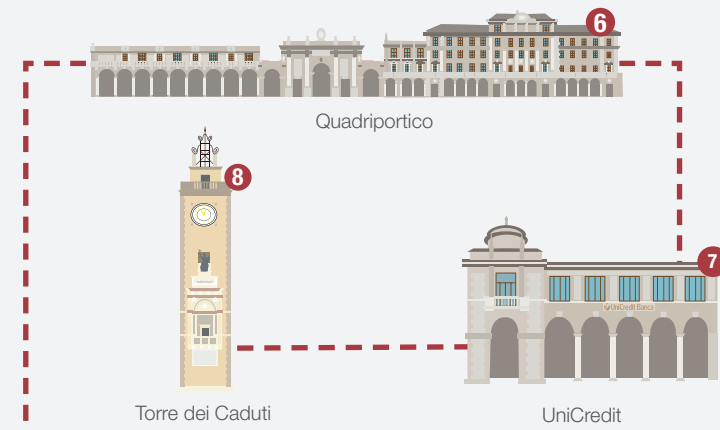 6
Quadriportico
8
7
UniCredit Banca
Torre dei Caduti
UniCredit